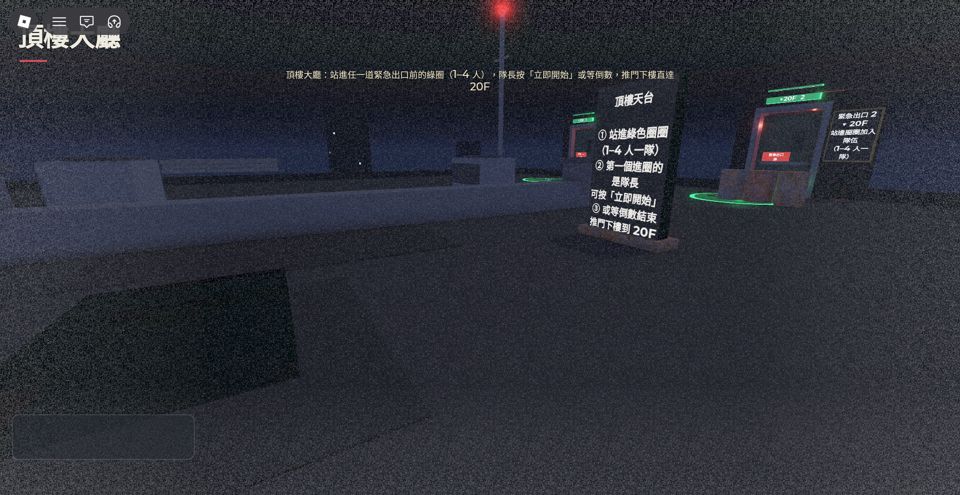 頂樓大廳
頂樓大廳：站進任一道緊急出口前的綠圈（1–4 人），隊長按「立即開始」或等倒數，推門下樓直達
20F
頂樓天台
① 站進綠色圈圈
（1–4 人一隊）
② 第一個進圈的
是隊長
可按「立即開始」
③ 或等倒數結束
推門下樓到 20F
20F 2
緊急出口 2
20F
站進圈圈加入
隊伍
（1–4 人一
隊）